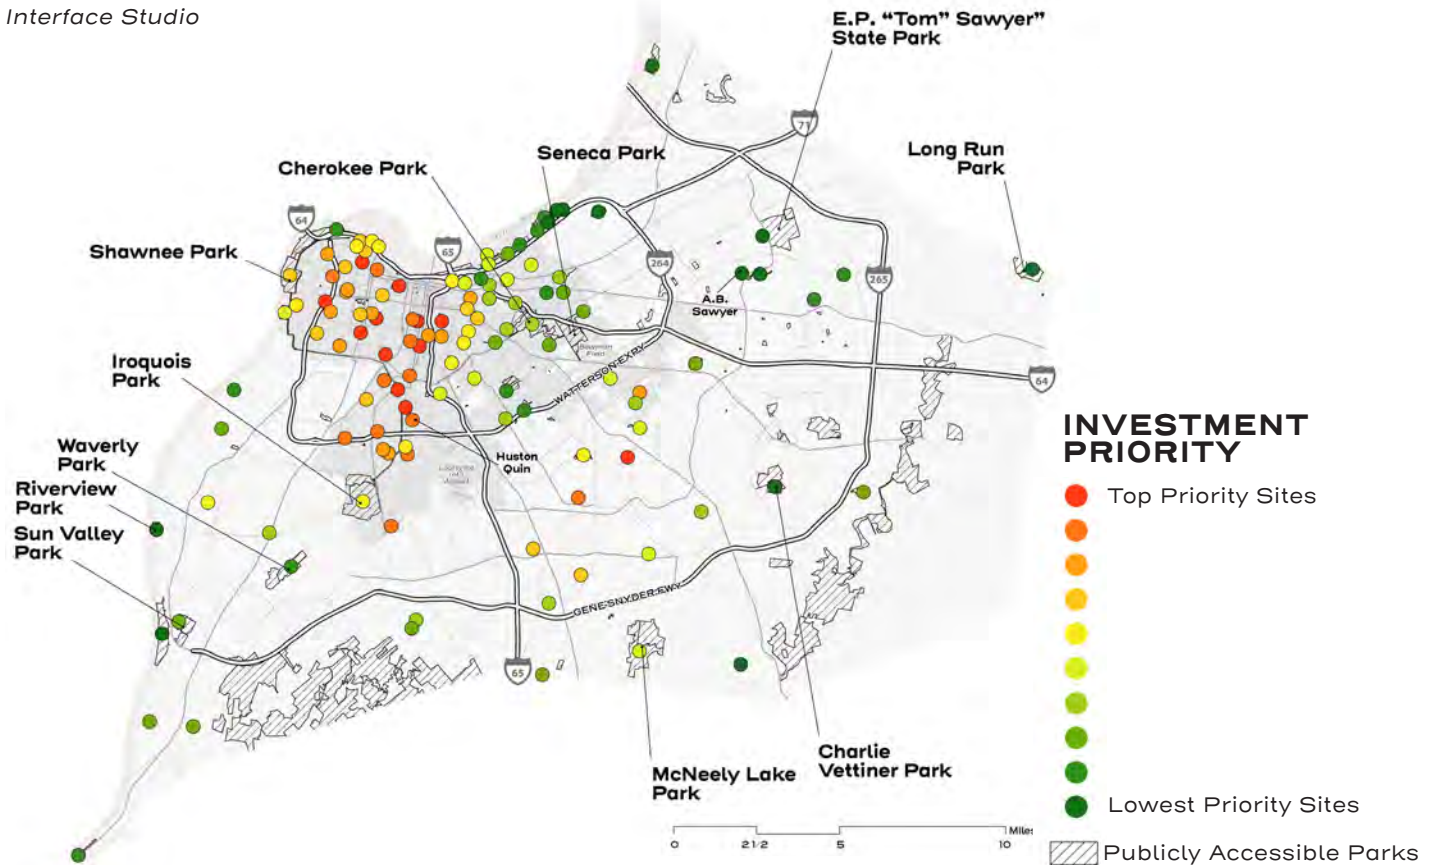 Interface Studio
E.P. “Tom” Sawyer”
State Park
71
Long Run
Park
Seneca Park
Cherokee Park
64
65
Shawnee Park
264
265
A.B.
Sawyer
Iroquois
Park
WATTERSON EXPY
64
Waverly
Park
Huston
Quin
Riverview
Park
Sun Valley
Park
GENE SNYDER FWY
65
McNeely Lake
Park
Charlie
Vettiner Park
INVESTMENT
PRIORITY
Top Priority Sites
Lowest Priority Sites
Publicly Accessible Parks
Miles
0 2 1/2 5 10